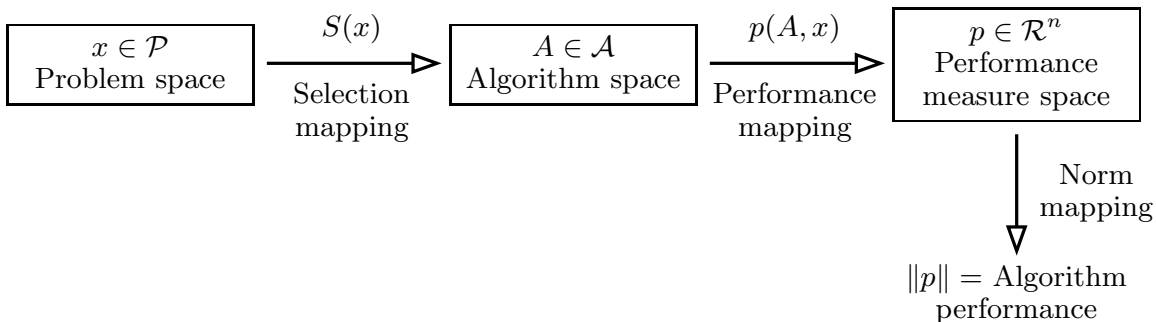 x ∈ 𝒫
Problem space
S(x)
Selection
mapping
A ∈ 𝒜
Algorithm space
p(A, x)
Performance
mapping
p ∈ ℛⁿ
Performance
measure space
Norm
mapping
‖p‖ = Algorithm
performance